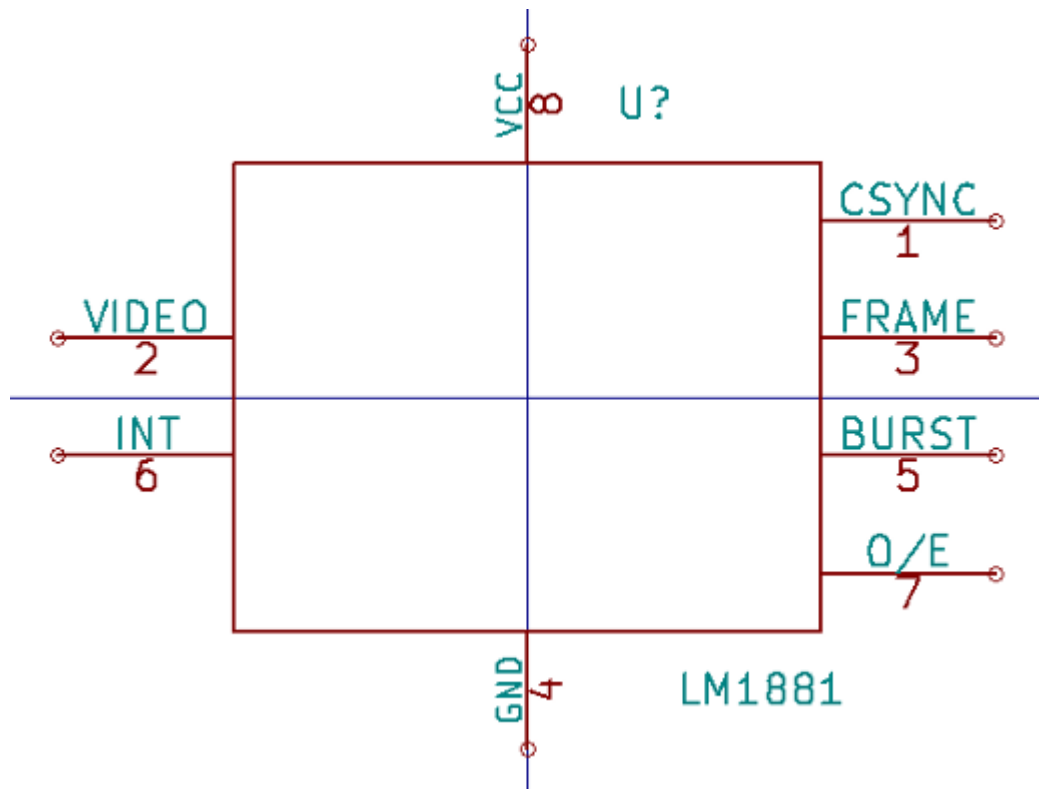 VCC
8
U?
CSYNC
1
VIDEO
2
FRAME
3
INT
6
BURST
5
O/E
7
GND
4
LM1881